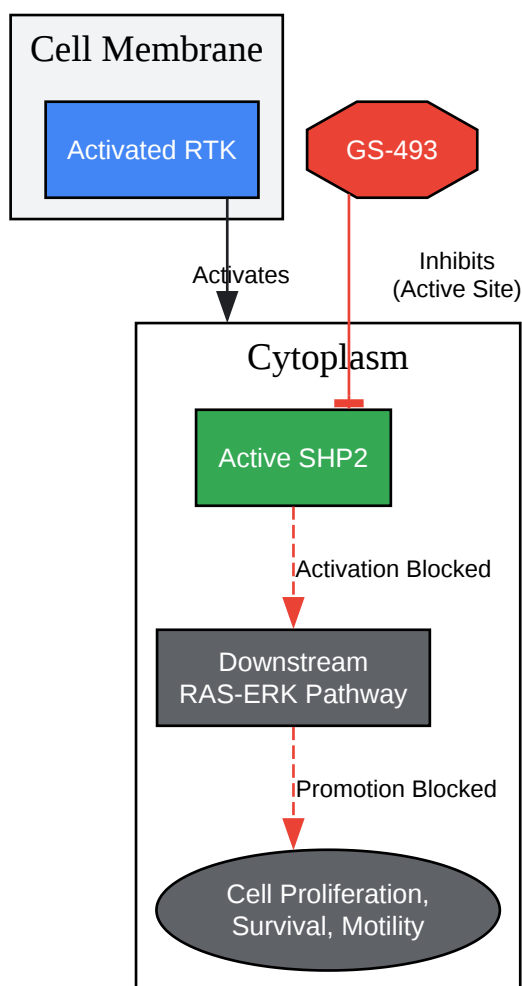 Cell Membrane
Activated RTK
GS-493
Activates
Inhibits
(Active Site)
Cytoplasm
Active SHP2
Activation Blocked
Downstream
RAS-ERK Pathway
Promotion Blocked
Cell Proliferation,
Survival, Motility